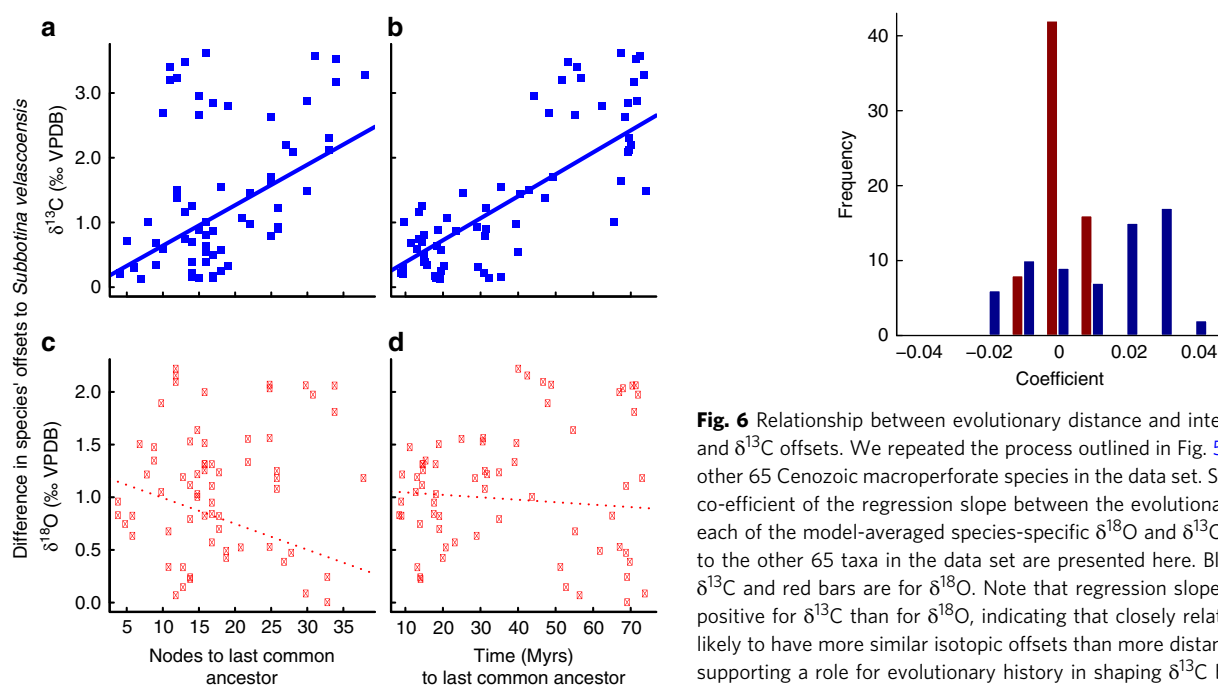 a
b
Difference in species' offsets to Subbotina velascoensis
δ13C (‰ VPDB)
3.0
2.0
1.0
0
c
d
δ18O (‰ VPDB)
2.0
1.5
1.0
0.5
0.0
5 10 15 20 25 30 35
10 20 30 40 50 60 70
Nodes to last common
ancestor
Time (Myrs)
to last common ancestor
Frequency
40
30
20
10
0
−0.04 −0.02 0 0.02 0.04
Coefficient
Fig. 6 Relationship between evolutionary distance and inte
and δ13C offsets. We repeated the process outlined in Fig. 5
other 65 Cenozoic macroperforate species in the data set. S
co-efficient of the regression slope between the evolutiona
each of the model-averaged species-specific δ18O and δ13C
to the other 65 taxa in the data set are presented here. Bl
δ13C and red bars are for δ18O. Note that regression slope
positive for δ13C than for δ18O, indicating that closely relat
likely to have more similar isotopic offsets than more distan
supporting a role for evolutionary history in shaping δ13C